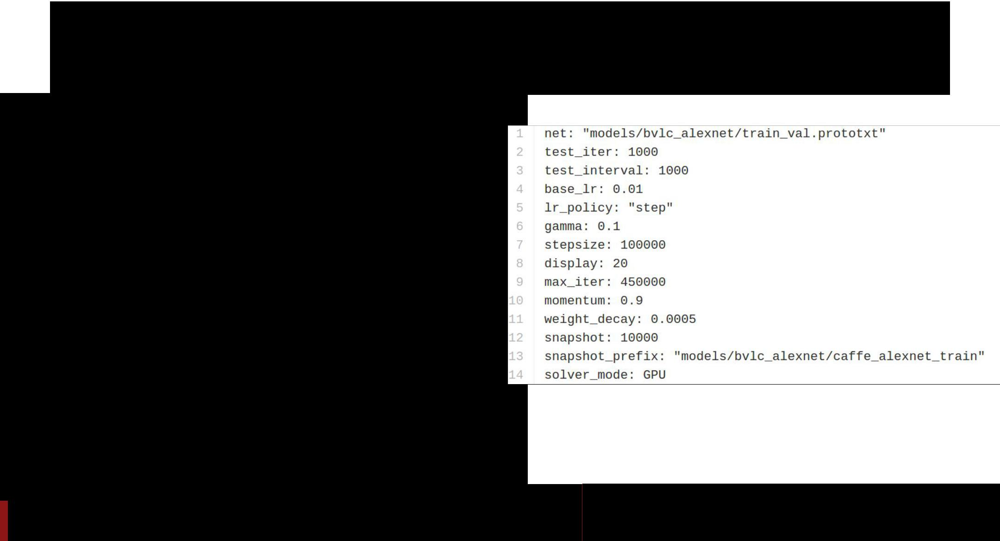 1 net: "models/bvlc_alexnet/train_val.prototxt"
2 test_iter: 1000
3 test_interval: 1000
4 base_lr: 0.01
5 lr_policy: "step"
6 gamma: 0.1
7 stepsize: 100000
8 display: 20
9 max_iter: 450000
10 momentum: 0.9
11 weight_decay: 0.0005
12 snapshot: 10000
13 snapshot_prefix: "models/bvlc_alexnet/caffe_alexnet_train"
14 solver_mode: GPU